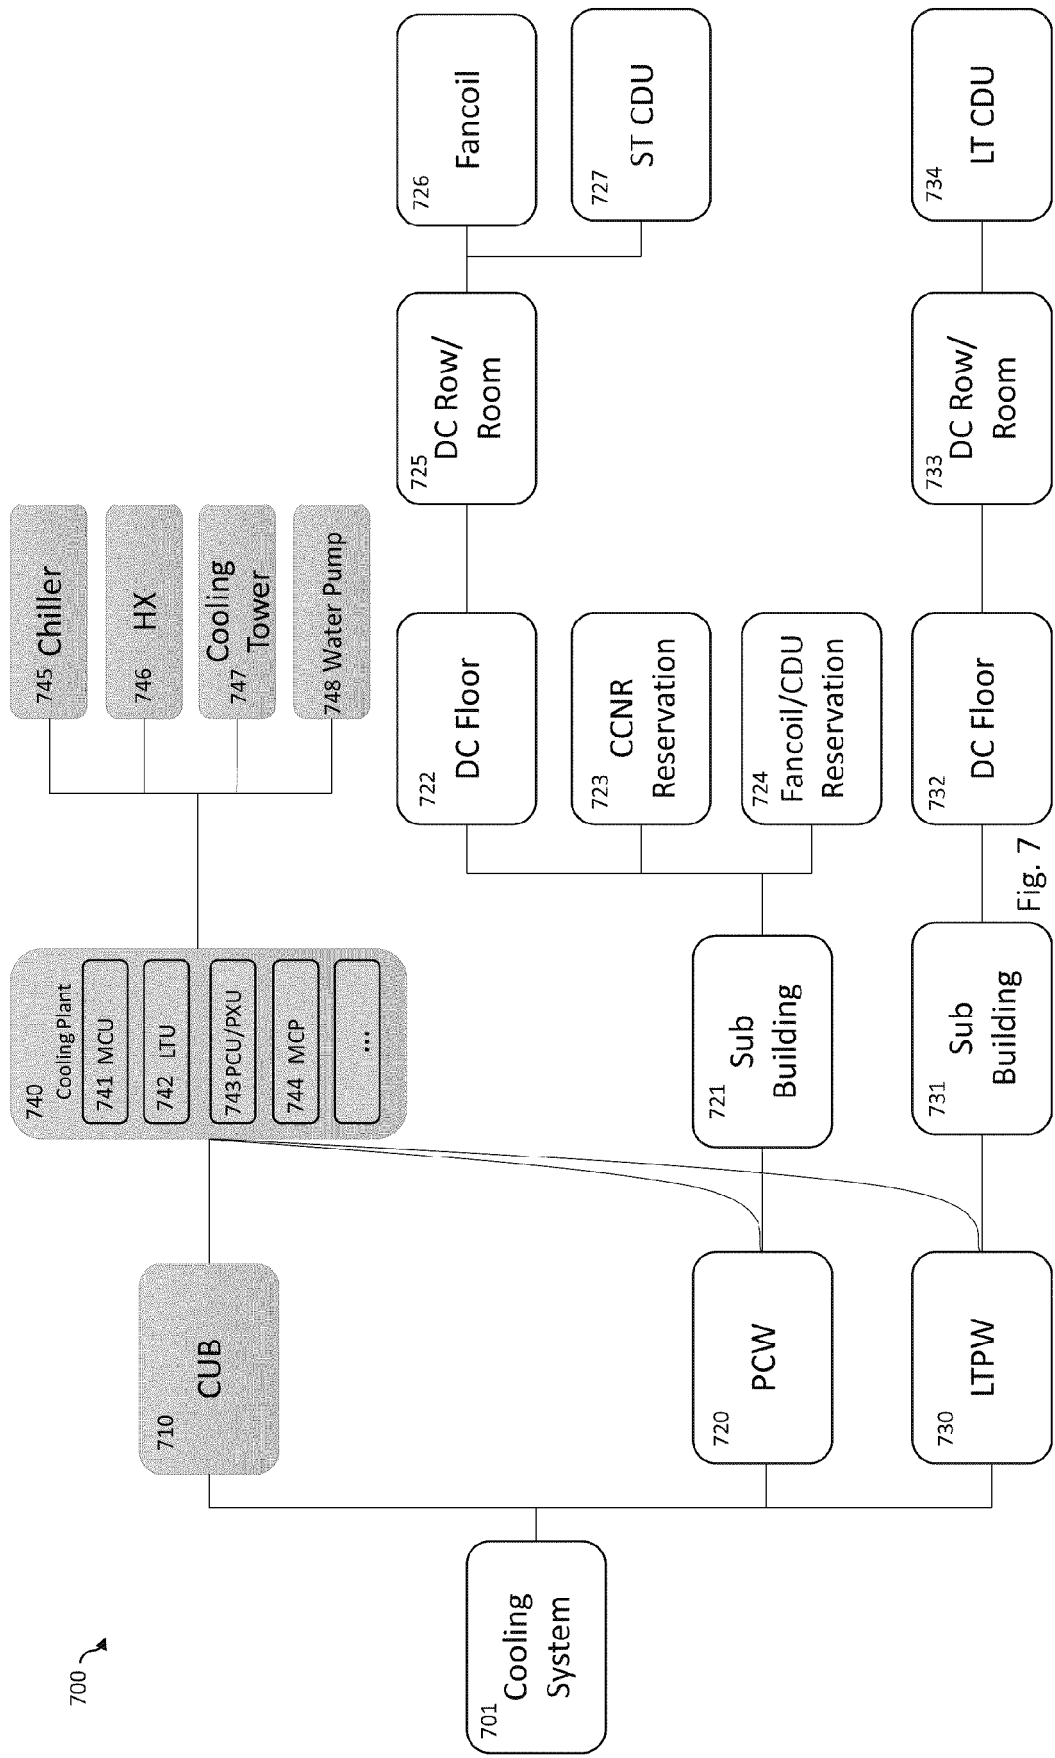 700
701
Cooling
System
710
CUB
720
PCW
730
LTPW
740
Cooling Plant
741 MCU
742 LTU
743 PCU/PXU
744 MCP
...
745 Chiller
746 HX
747 Cooling
Tower
748 Water Pump
721
Sub
Building
722
DC Floor
723
CCNR
Reservation
724
Fancoil/CDU
Reservation
725
DC Row/
Room
726
Fancoil
727
ST CDU
731
Sub
Building
732
DC Floor
733
DC Row/
Room
734
LT CDU
Fig. 7